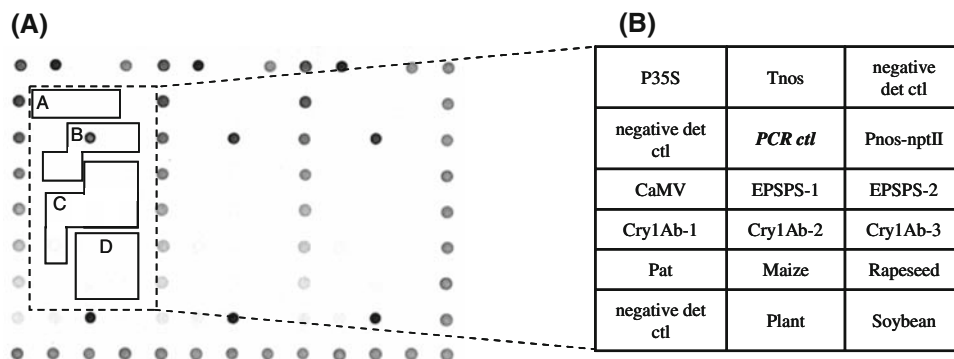 (A)
(B)
A
B
C
D
P35S
Tnos
negative
det ctl
negative det
ctl
PCR ctl
Pnos-nptII
CaMV
EPSPS-1
EPSPS-2
Cry1Ab-1
Cry1Ab-2
Cry1Ab-3
Pat
Maize
Rapeseed
negative det
ctl
Plant
Soybean